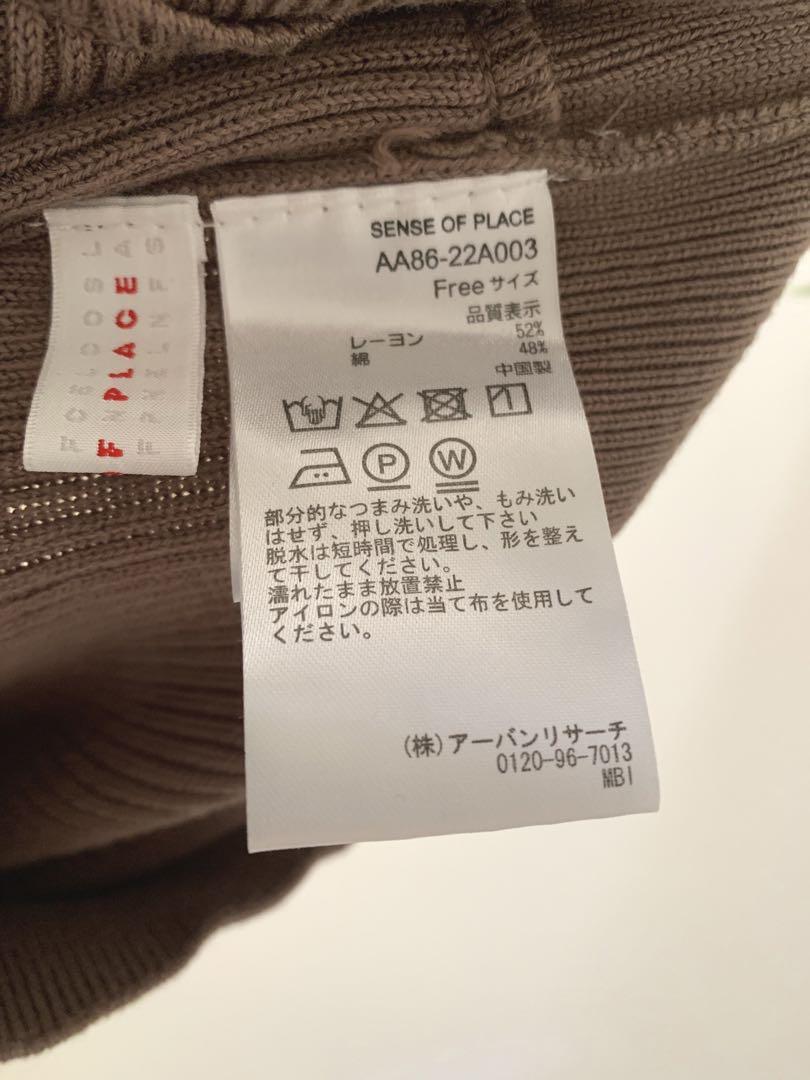 SENSE OF PLACE
AA86-22A003
Freeサイズ
品質表示
レーヨン 52%
綿 48%
中国製
P W
部分的なつまみ洗いや、もみ洗い
はせず、押し洗いして下さい
脱水は短時間で処理し、形を整え
て干してください。
濡れたまま放置禁止
アイロンの際は当て布を使用して
ください。
(株)アーバンリサーチ
0120-96-7013
MBI
OF PLACE